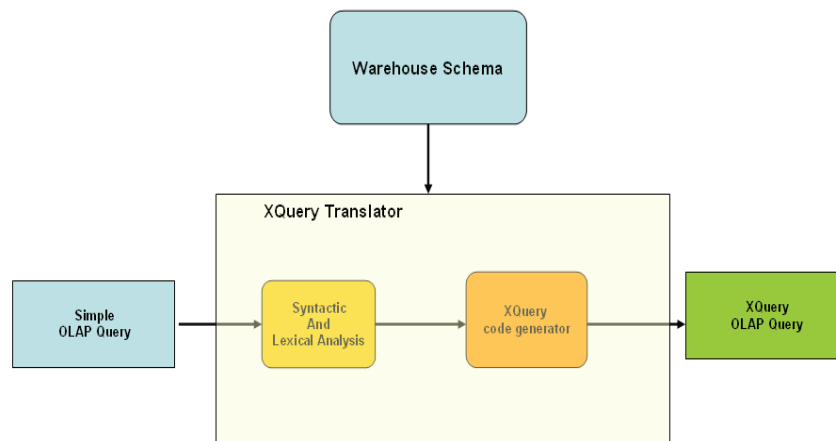 Warehouse Schema
XQuery Translator
Simple
OLAP Query
Syntactic
And
Lexical Analysis
XQuery
code generator
XQuery
OLAP Query